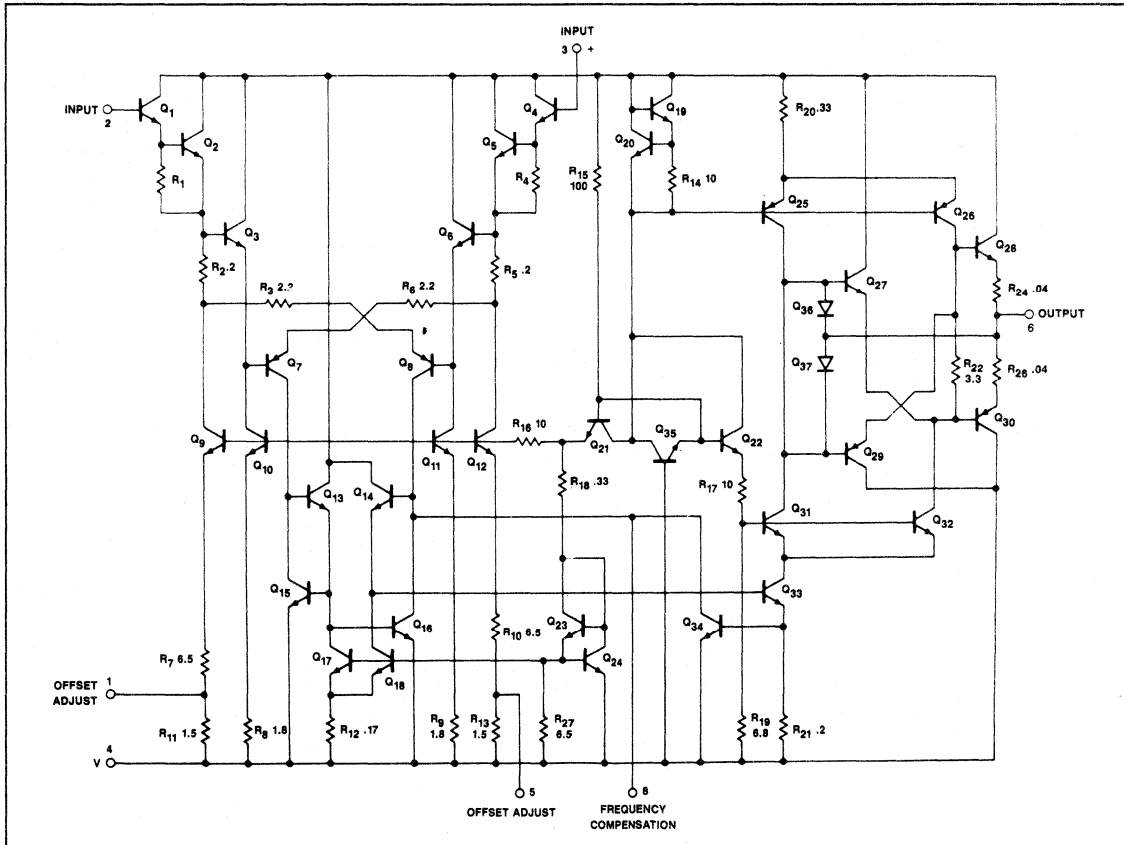 INPUT
3 +
INPUT
2
Q1
Q2
R1
Q3
R2 .2
Q4
Q5
R4
Q6
R5 .2
R15
100
Q19
Q20
R14 10
R20 .33
Q25
Q26
Q28
R24 .04
OUTPUT
6
R3 2.2
R6 2.2
Q7
Q8
Q27
Q36
Q37
R22
3.3
R26 .04
Q30
Q9
Q10
Q11
Q12
R16 10
Q21
Q35
Q22
Q29
R18 .33
R17 10
Q13
Q14
Q31
Q32
Q15
Q16
Q33
R10 6.5
Q23
Q24
Q34
Q17
Q18
R7 6.5
OFFSET
ADJUST
1
R11 1.5
R8 1.8
R12 .17
R9
1.8
R13
1.5
R27
6.5
R19
6.8
R21 .2
V
4
5
OFFSET ADJUST
8
FREQUENCY
COMPENSATION